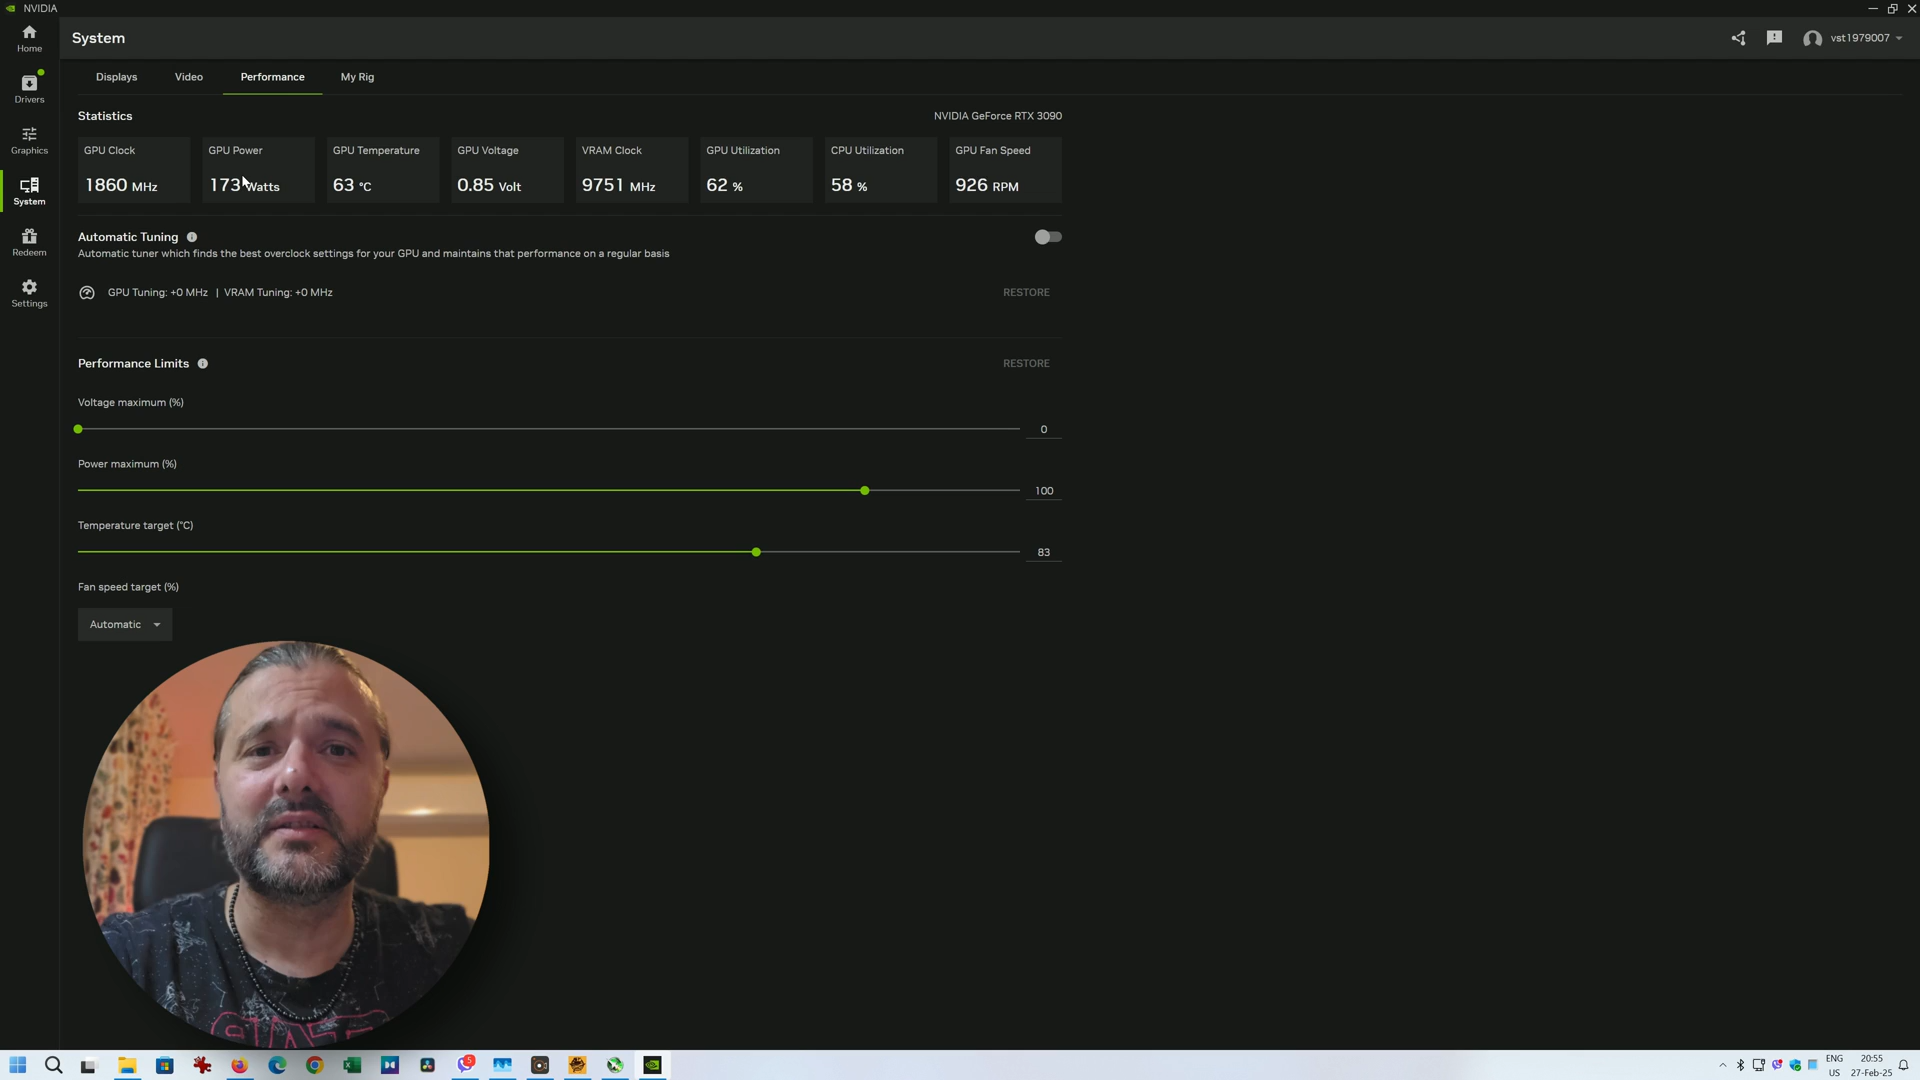 NVIDIA
Home
System
vst1979007
Drivers
Displays
Video
Performance
My Rig
Statistics
NVIDIA GeForce RTX 3090
Graphics
GPU Clock
GPU Power
GPU Temperature
GPU Voltage
VRAM Clock
GPU Utilization
CPU Utilization
GPU Fan Speed
1860 MHz
173 Watts
63 °C
0.85 Volt
9751 MHz
62 %
58 %
926 RPM
System
Automatic Tuning
Automatic tuner which finds the best overclock settings for your GPU and maintains that performance on a regular basis
Redeem
GPU Tuning: +0 MHz | VRAM Tuning: +0 MHz
RESTORE
Settings
Performance Limits
RESTORE
Voltage maximum (%)
0
Power maximum (%)
100
Temperature target (°C)
83
Fan speed target (%)
Automatic
5
ENG
US
20:55
27-Feb-25